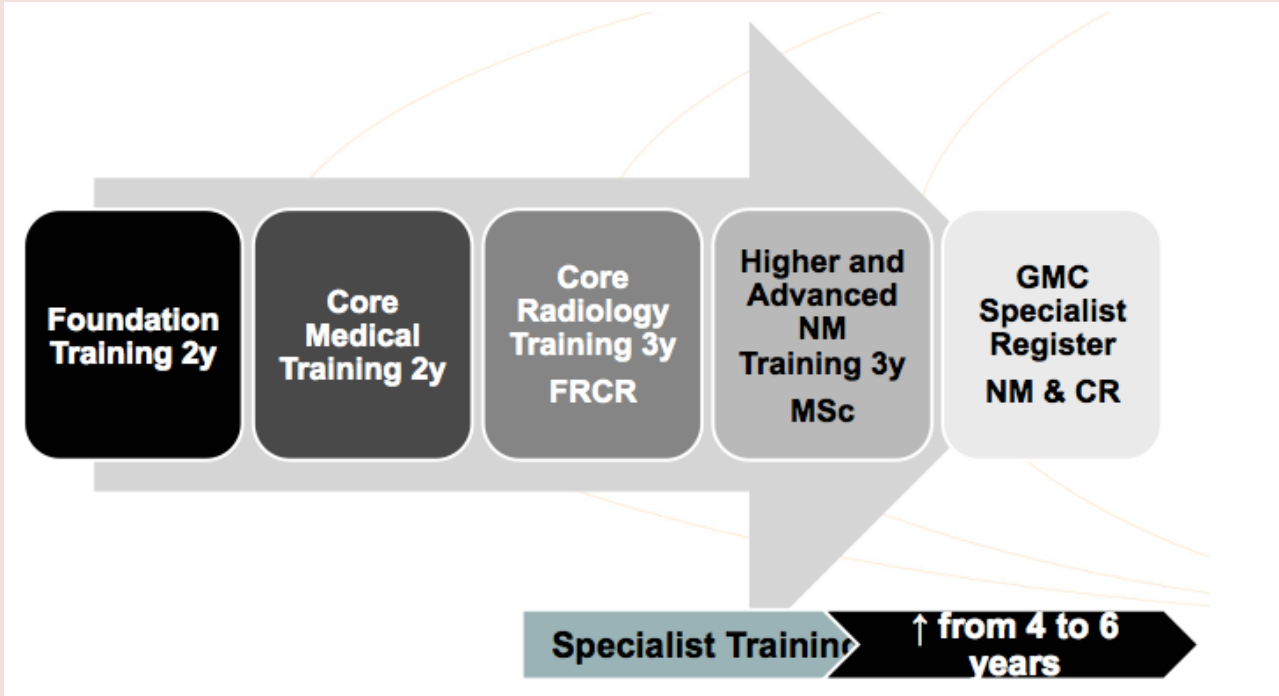 Foundation
Training 2y
Core
Medical
Training 2y
Core
Radiology
Training 3y
FRCR
Higher and
Advanced
NM
Training 3y
MSc
GMC
Specialist
Register
NM & CR
Specialist Training
↑ from 4 to 6
years